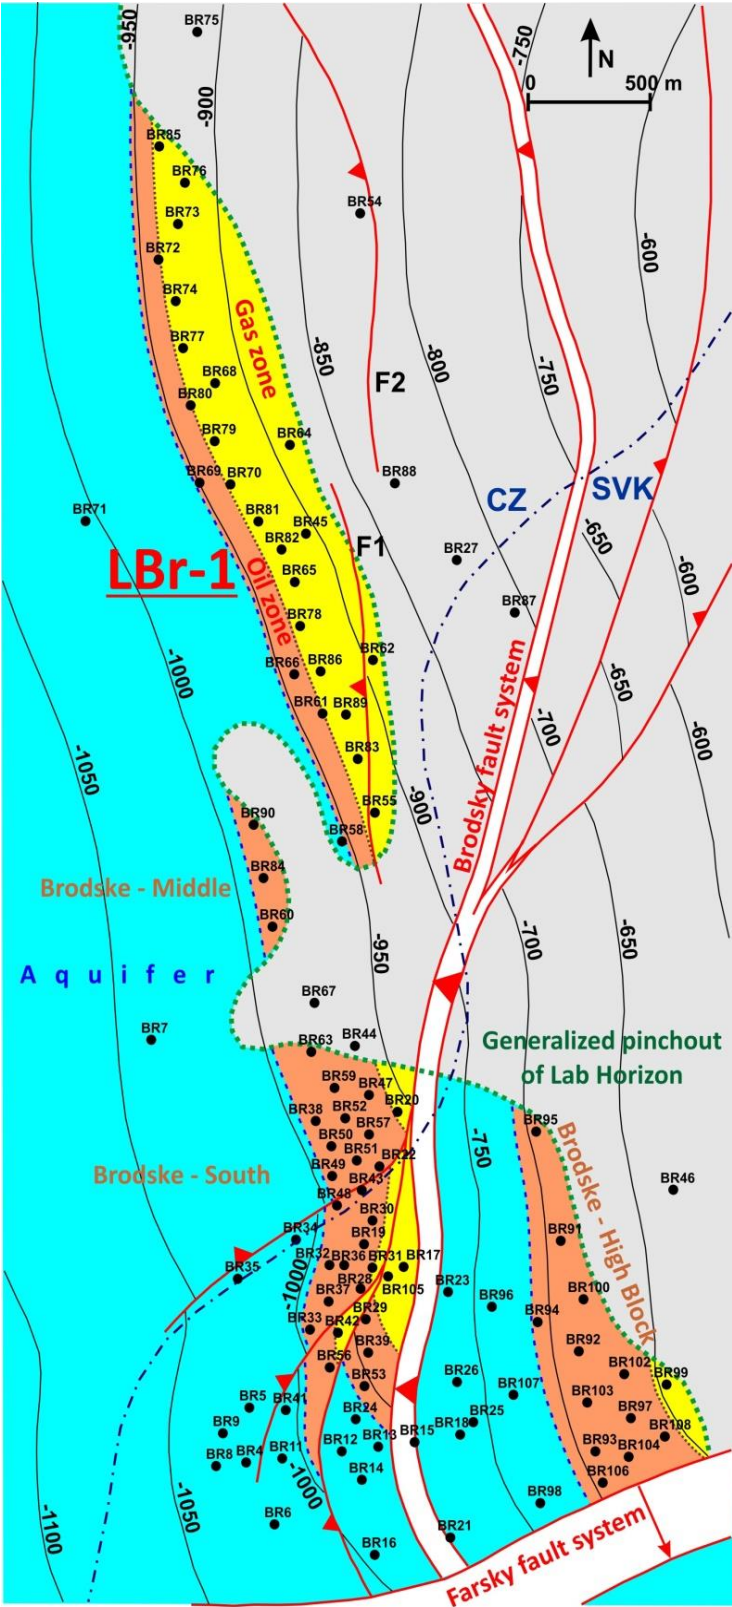 BR75
-950
-900
-750
N
0
500 m
BR85
BR76
BR73
BR54
BR72
-600
BR74
Gas zone
BR77
-850
-800
-750
BR68
F2
BR80
BR79
BR64
BR69
BR70
BR88
CZ
SVK
BR71
BR81
BR45
-650
BR82
F1
BR27
LBr-1
Oil zone
BR65
-600
BR87
BR78
-1000
BR62
BR66
BR86
-650
BR61
BR89
-700
-600
-1050
BR83
-900
Brodsky fault system
BR55
BR90
BR58
BR84
Brodske - Middle
BR60
-700
-650
-950
Aquifer
BR67
BR7
BR44
BR63
Generalized pinchout
of Lab Horizon
BR59
BR47
BR20
BR38
BR52
BR57
BR95
BR50
-750
BR51
BR22
Brodske - South
BR49
BR43
BR46
BR48
Brodske - High Block
BR30
BR34
BR19
BR91
BR35
BR32
BR36
BR31
BR17
-1000
BR28
BR105
BR23
BR100
BR37
BR96
BR29
BR94
BR33
BR42
BR39
BR92
BR56
BR102
BR99
BR53
BR26
BR107
BR5
BR41
BR103
BR24
BR25
BR97
BR9
BR18
BR108
BR12
BR13
BR15
BR8
BR4
BR11
BR93
BR104
BR14
BR106
-1000
BR98
-1050
BR6
-1100
BR21
BR16
Farsky fault system